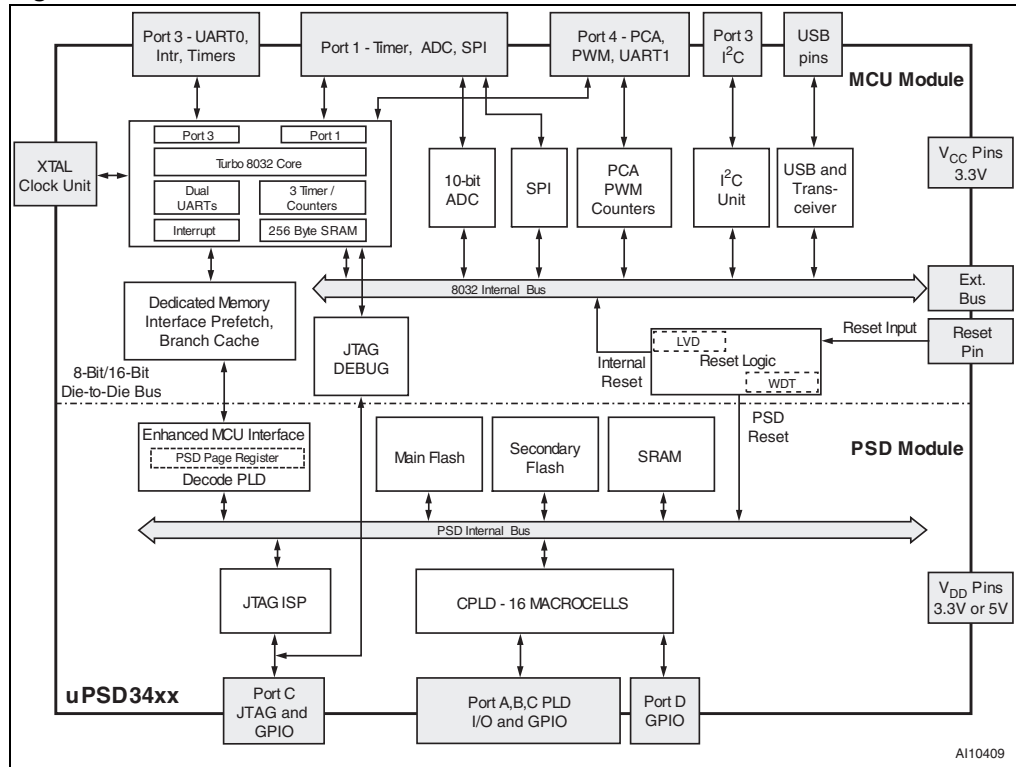 Port 3 - UART0,
Intr, Timers
Port 1 - Timer, ADC, SPI
Port 4 - PCA,
PWM, UART1
Port 3
I2C
USB
pins
MCU Module
XTAL
Clock Unit
Port 3
Port 1
Turbo 8032 Core
Dual
UARTs
3 Timer /
Counters
Interrupt
256 Byte SRAM
10-bit
ADC
SPI
PCA
PWM
Counters
I2C
Unit
USB and
Trans-
ceiver
VCC Pins
3.3V
8032 Internal Bus
Ext.
Bus
Dedicated Memory
Interface Prefetch,
Branch Cache
JTAG
DEBUG
LVD
Reset Logic
WDT
Internal
Reset
Reset Input
Reset
Pin
8-Bit/16-Bit
Die-to-Die Bus
PSD
Reset
Enhanced MCU Interface
PSD Page Register
Decode PLD
Main Flash
Secondary
Flash
SRAM
PSD Module
PSD Internal Bus
JTAG ISP
CPLD - 16 MACROCELLS
VDD Pins
3.3V or 5V
uPSD34xx
Port C
JTAG and
GPIO
Port A,B,C PLD
I/O and GPIO
Port D
GPIO
AI10409